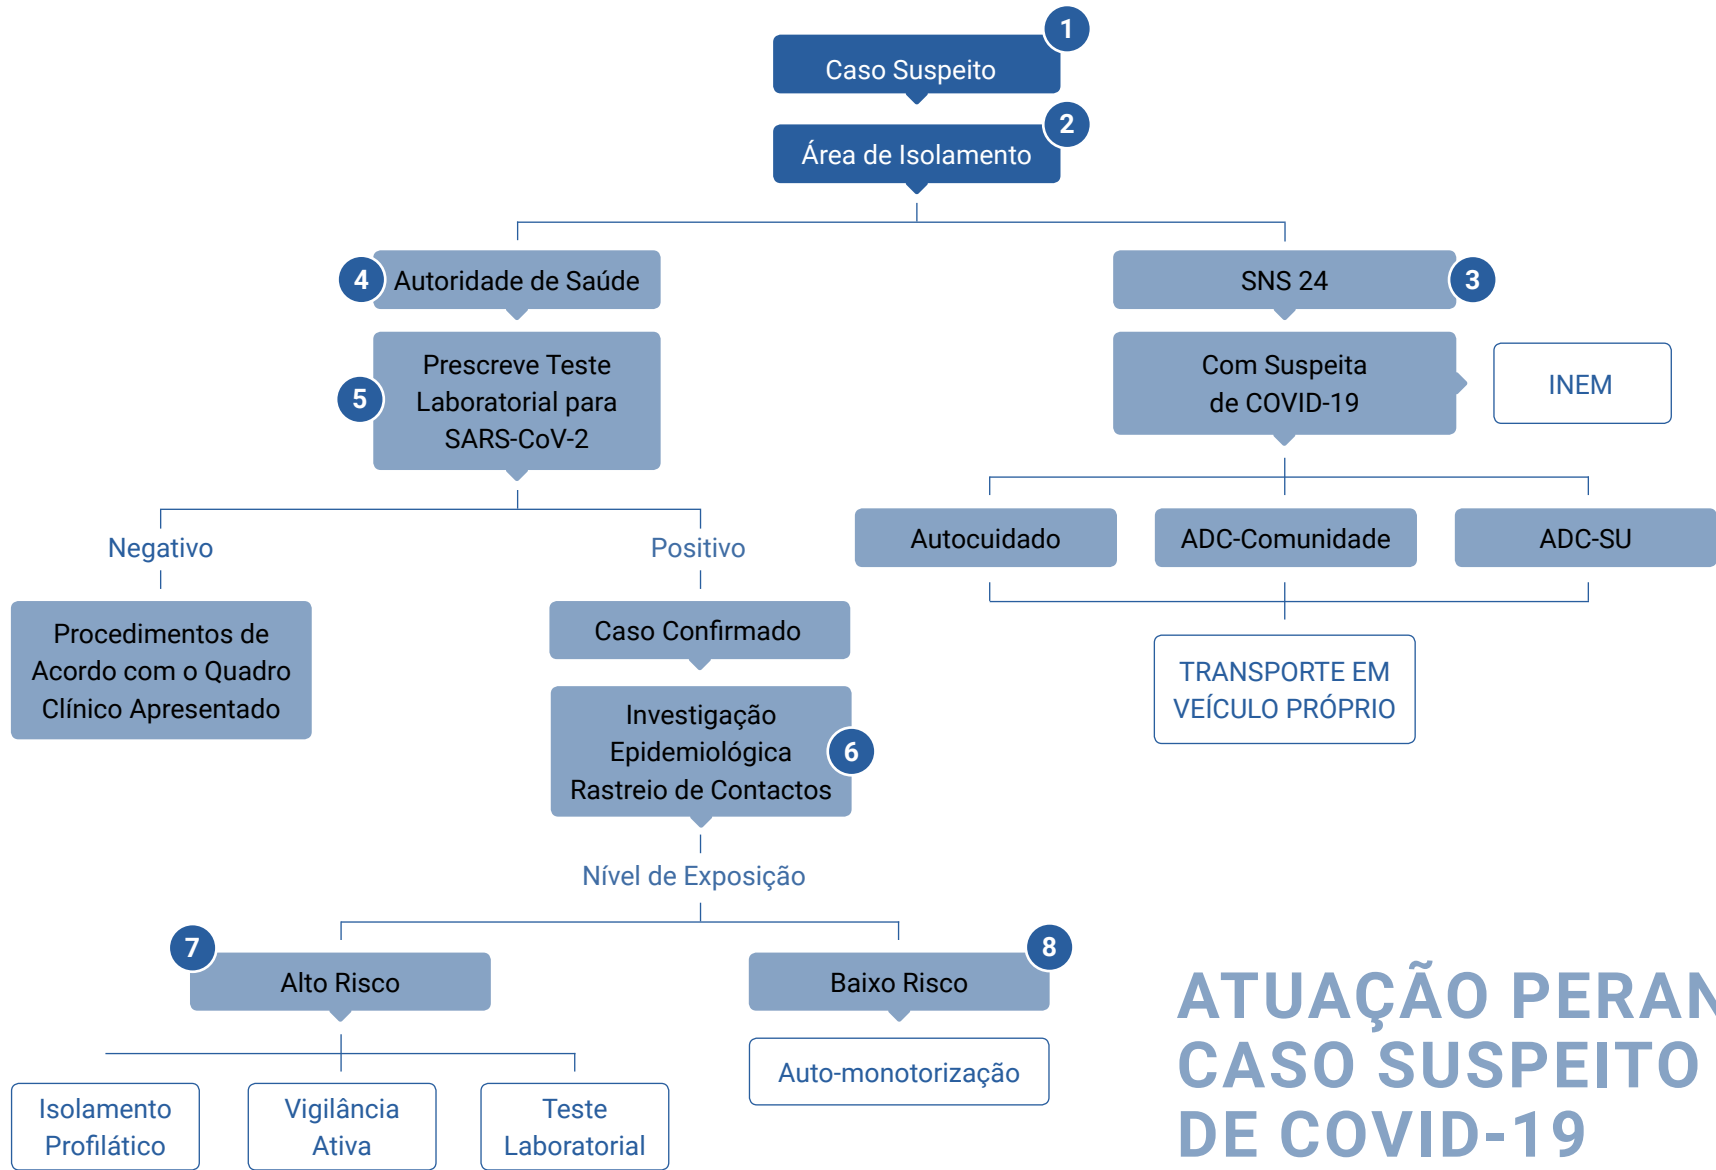 1
Caso Suspeito
2
Área de Isolamento
4
Autoridade de Saúde
SNS 24
3
5
Prescreve Teste
Laboratorial para
SARS-CoV-2
Com Suspeita
de COVID-19
INEM
Negativo
Positivo
Autocuidado
ADC-Comunidade
ADC-SU
Procedimentos de
Acordo com o Quadro
Clínico Apresentado
Caso Confirmado
TRANSPORTE EM
VEÍCULO PRÓPRIO
Investigação
Epidemiológica
Rastreio de Contactos
6
Nível de Exposição
7
Alto Risco
8
Baixo Risco
Isolamento
Profilático
Vigilância
Ativa
Teste
Laboratorial
Auto-monotorização
ATUAÇÃO PERAN
CASO SUSPEITO
DE COVID-19